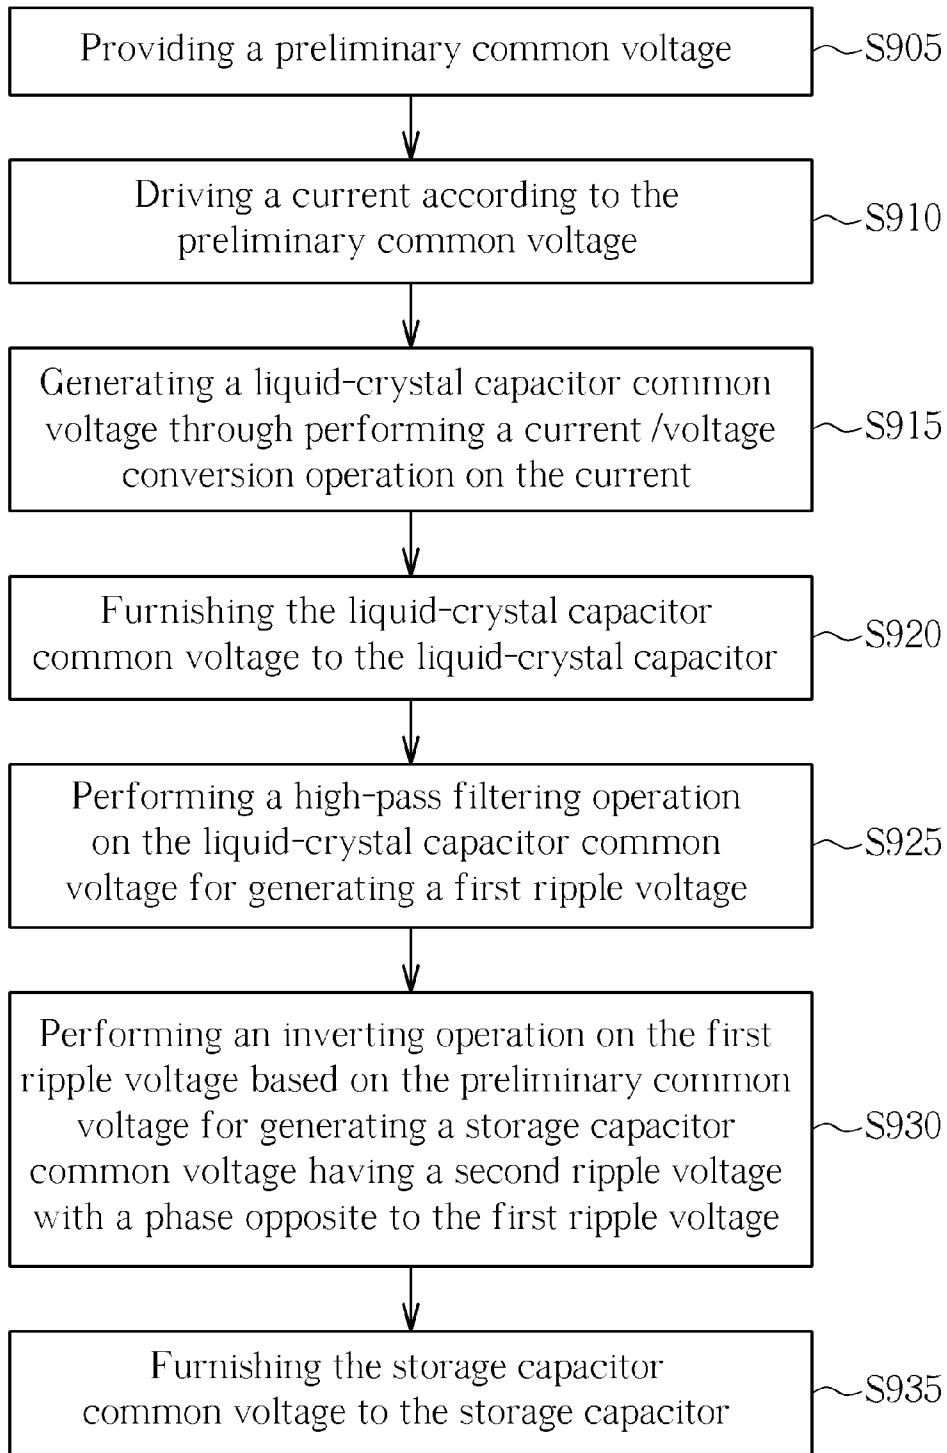 Providing a preliminary common voltage
S905
Driving a current according to the
preliminary common voltage
S910
Generating a liquid-crystal capacitor common
voltage through performing a current /voltage
conversion operation on the current
S915
Furnishing the liquid-crystal capacitor
common voltage to the liquid-crystal capacitor
S920
Performing a high-pass filtering operation
on the liquid-crystal capacitor common
voltage for generating a first ripple voltage
S925
Performing an inverting operation on the first
ripple voltage based on the preliminary common
voltage for generating a storage capacitor
common voltage having a second ripple voltage
with a phase opposite to the first ripple voltage
S930
Furnishing the storage capacitor
common voltage to the storage capacitor
S935